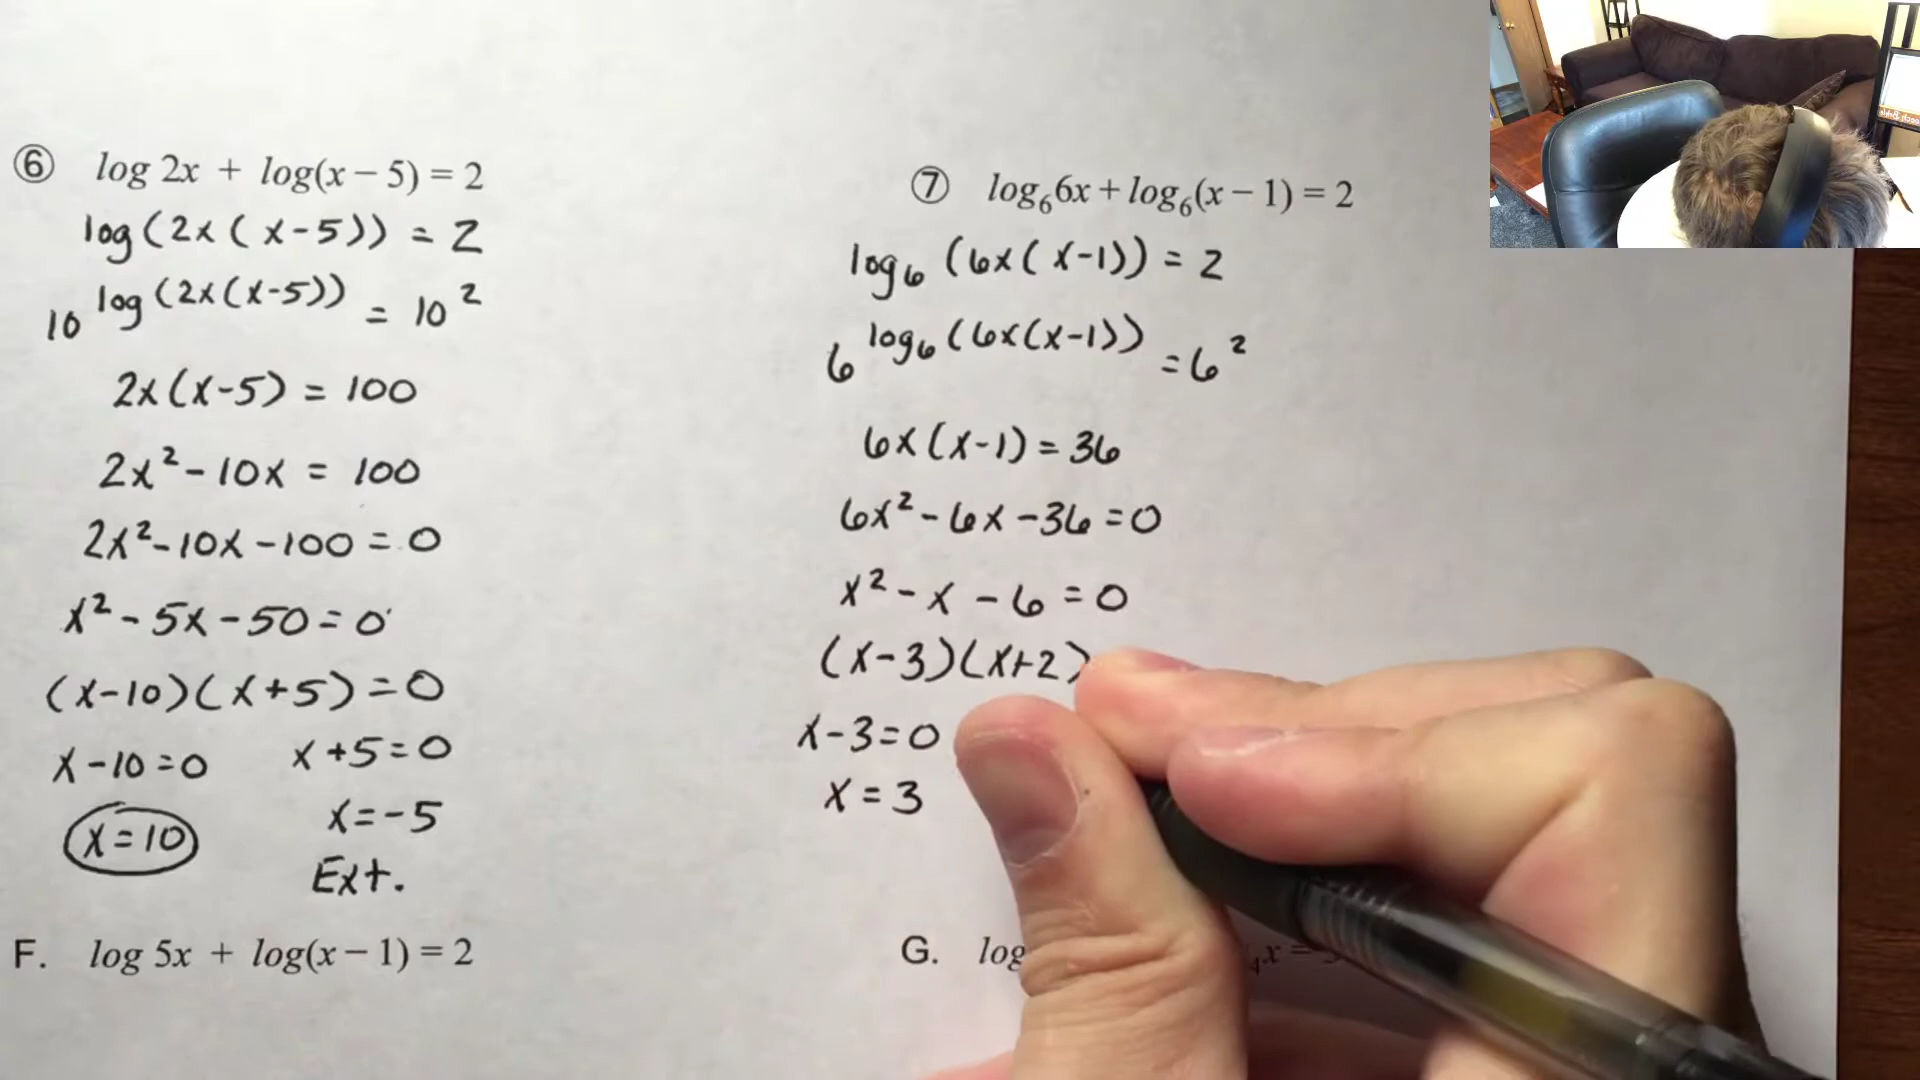 ⑥ log 2x + log(x − 5) = 2
log(2x(x-5)) = 2
10^log(2x(x-5)) = 10^2
2x(x-5) = 100
2x² - 10x = 100
2x² - 10x - 100 = 0
x² - 5x - 50 = 0
(x-10)(x+5) = 0
x - 10 = 0 x + 5 = 0
x = 10 x = -5
Ext.
F. log 5x + log(x − 1) = 2
⑦ log₆6x + log₆(x − 1) = 2
log₆(6x(x-1)) = 2
6^log₆(6x(x-1)) = 6^2
6x(x-1) = 36
6x² - 6x - 36 = 0
x² - x - 6 = 0
(x-3)(x+2)
x - 3 = 0
x = 3
G. log